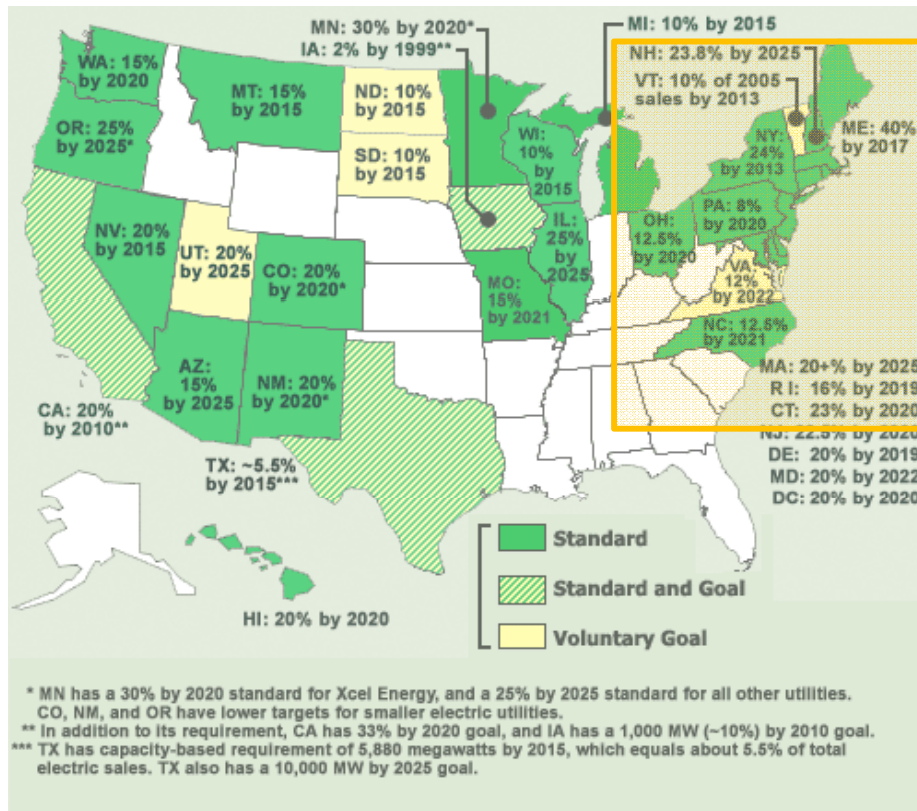 MN: 30% by 2020*
IA: 2% by 1999**
MI: 10% by 2015
NH: 23.8% by 2025
VT: 10% of 2005
sales by 2013
WA: 15%
by 2020
OR: 25%
by 2025*
MT: 15%
by 2015
ND: 10%
by 2015
SD: 10%
by 2015
WI:
10%
by
2015
NY:
24%
by 2013
ME: 40%
by 2017
NV: 20%
by 2015
UT: 20%
by 2025
CO: 20%
by 2020*
IL:
25%
by
2025
MO:
15%
by 2021
OH:
12.5%
by 2020
PA: 8%
by 2020
VA:
12%
by 2022
NC: 12.5%
by 2021
AZ:
15%
by 2025
NM: 20%
by 2020*
CA: 20%
by 2010**
TX: ~5.5%
by 2015***
HI: 20% by 2020
MA: 20+% by 2025
R I: 16% by 2019
CT: 23% by 2020
NJ: 22.5% by 2020
DE: 20% by 2019
MD: 20% by 2022
DC: 20% by 2020
Standard
Standard and Goal
Voluntary Goal
* MN has a 30% by 2020 standard for Xcel Energy, and a 25% by 2025 standard for all other utilities.
CO, NM, and OR have lower targets for smaller electric utilities.
** In addition to its requirement, CA has 33% by 2020 goal, and IA has a 1,000 MW (~10%) by 2010 goal.
*** TX has capacity-based requirement of 5,880 megawatts by 2015, which equals about 5.5% of total
electric sales. TX also has a 10,000 MW by 2025 goal.